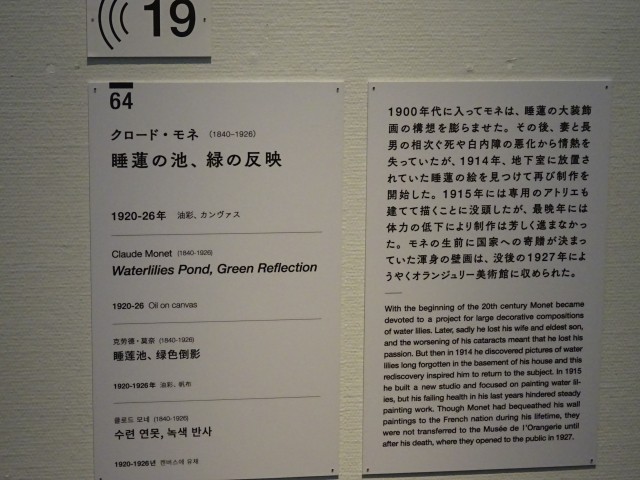 19
64
クロード・モネ (1840–1926)
睡蓮の池、緑の反映
1920-26年 油彩、カンヴァス
Claude Monet (1840-1926)
Waterlilies Pond, Green Reflection
1920-26 Oil on canvas
克劳德·莫奈 (1840-1926)
睡莲池、绿色倒影
1920-1926年 油彩、帆布
클로드 모네 (1840-1926)
수련 연못, 녹색 반사
1920-1926년 캔버스에 유채
1900年代に入ってモネは、睡蓮の大装飾
画の構想を膨らませた。その後、妻と長
男の相次ぐ死や白内障の悪化から情熱を
失っていたが、1914年、地下室に放置さ
れていた睡蓮の絵を見つけて再び制作を
開始した。1915年には専用のアトリエも
建てて描くことに没頭したが、最晩年には
体力の低下により制作は芳しく進まなかっ
た。モネの生前に国家への寄贈が決まっ
ていた渾身の壁画は、没後の1927年によ
うやくオランジュリー美術館に収められた。
With the beginning of the 20th century Monet became
devoted to a project for large decorative compositions
of water lilies. Later, sadly he lost his wife and eldest son,
and the worsening of his cataracts meant that he lost his
passion. But then in 1914 he discovered pictures of water
lilies long forgotten in the basement of his house and this
rediscovery inspired him to return to the subject. In 1915
he built a new studio and focused on painting water lil-
ies, but his failing health in his last years hindered steady
painting work. Though Monet had bequeathed his wall
paintings to the French nation during his lifetime, they
were not transferred to the Musée de l'Orangerie until
after his death, where they opened to the public in 1927.